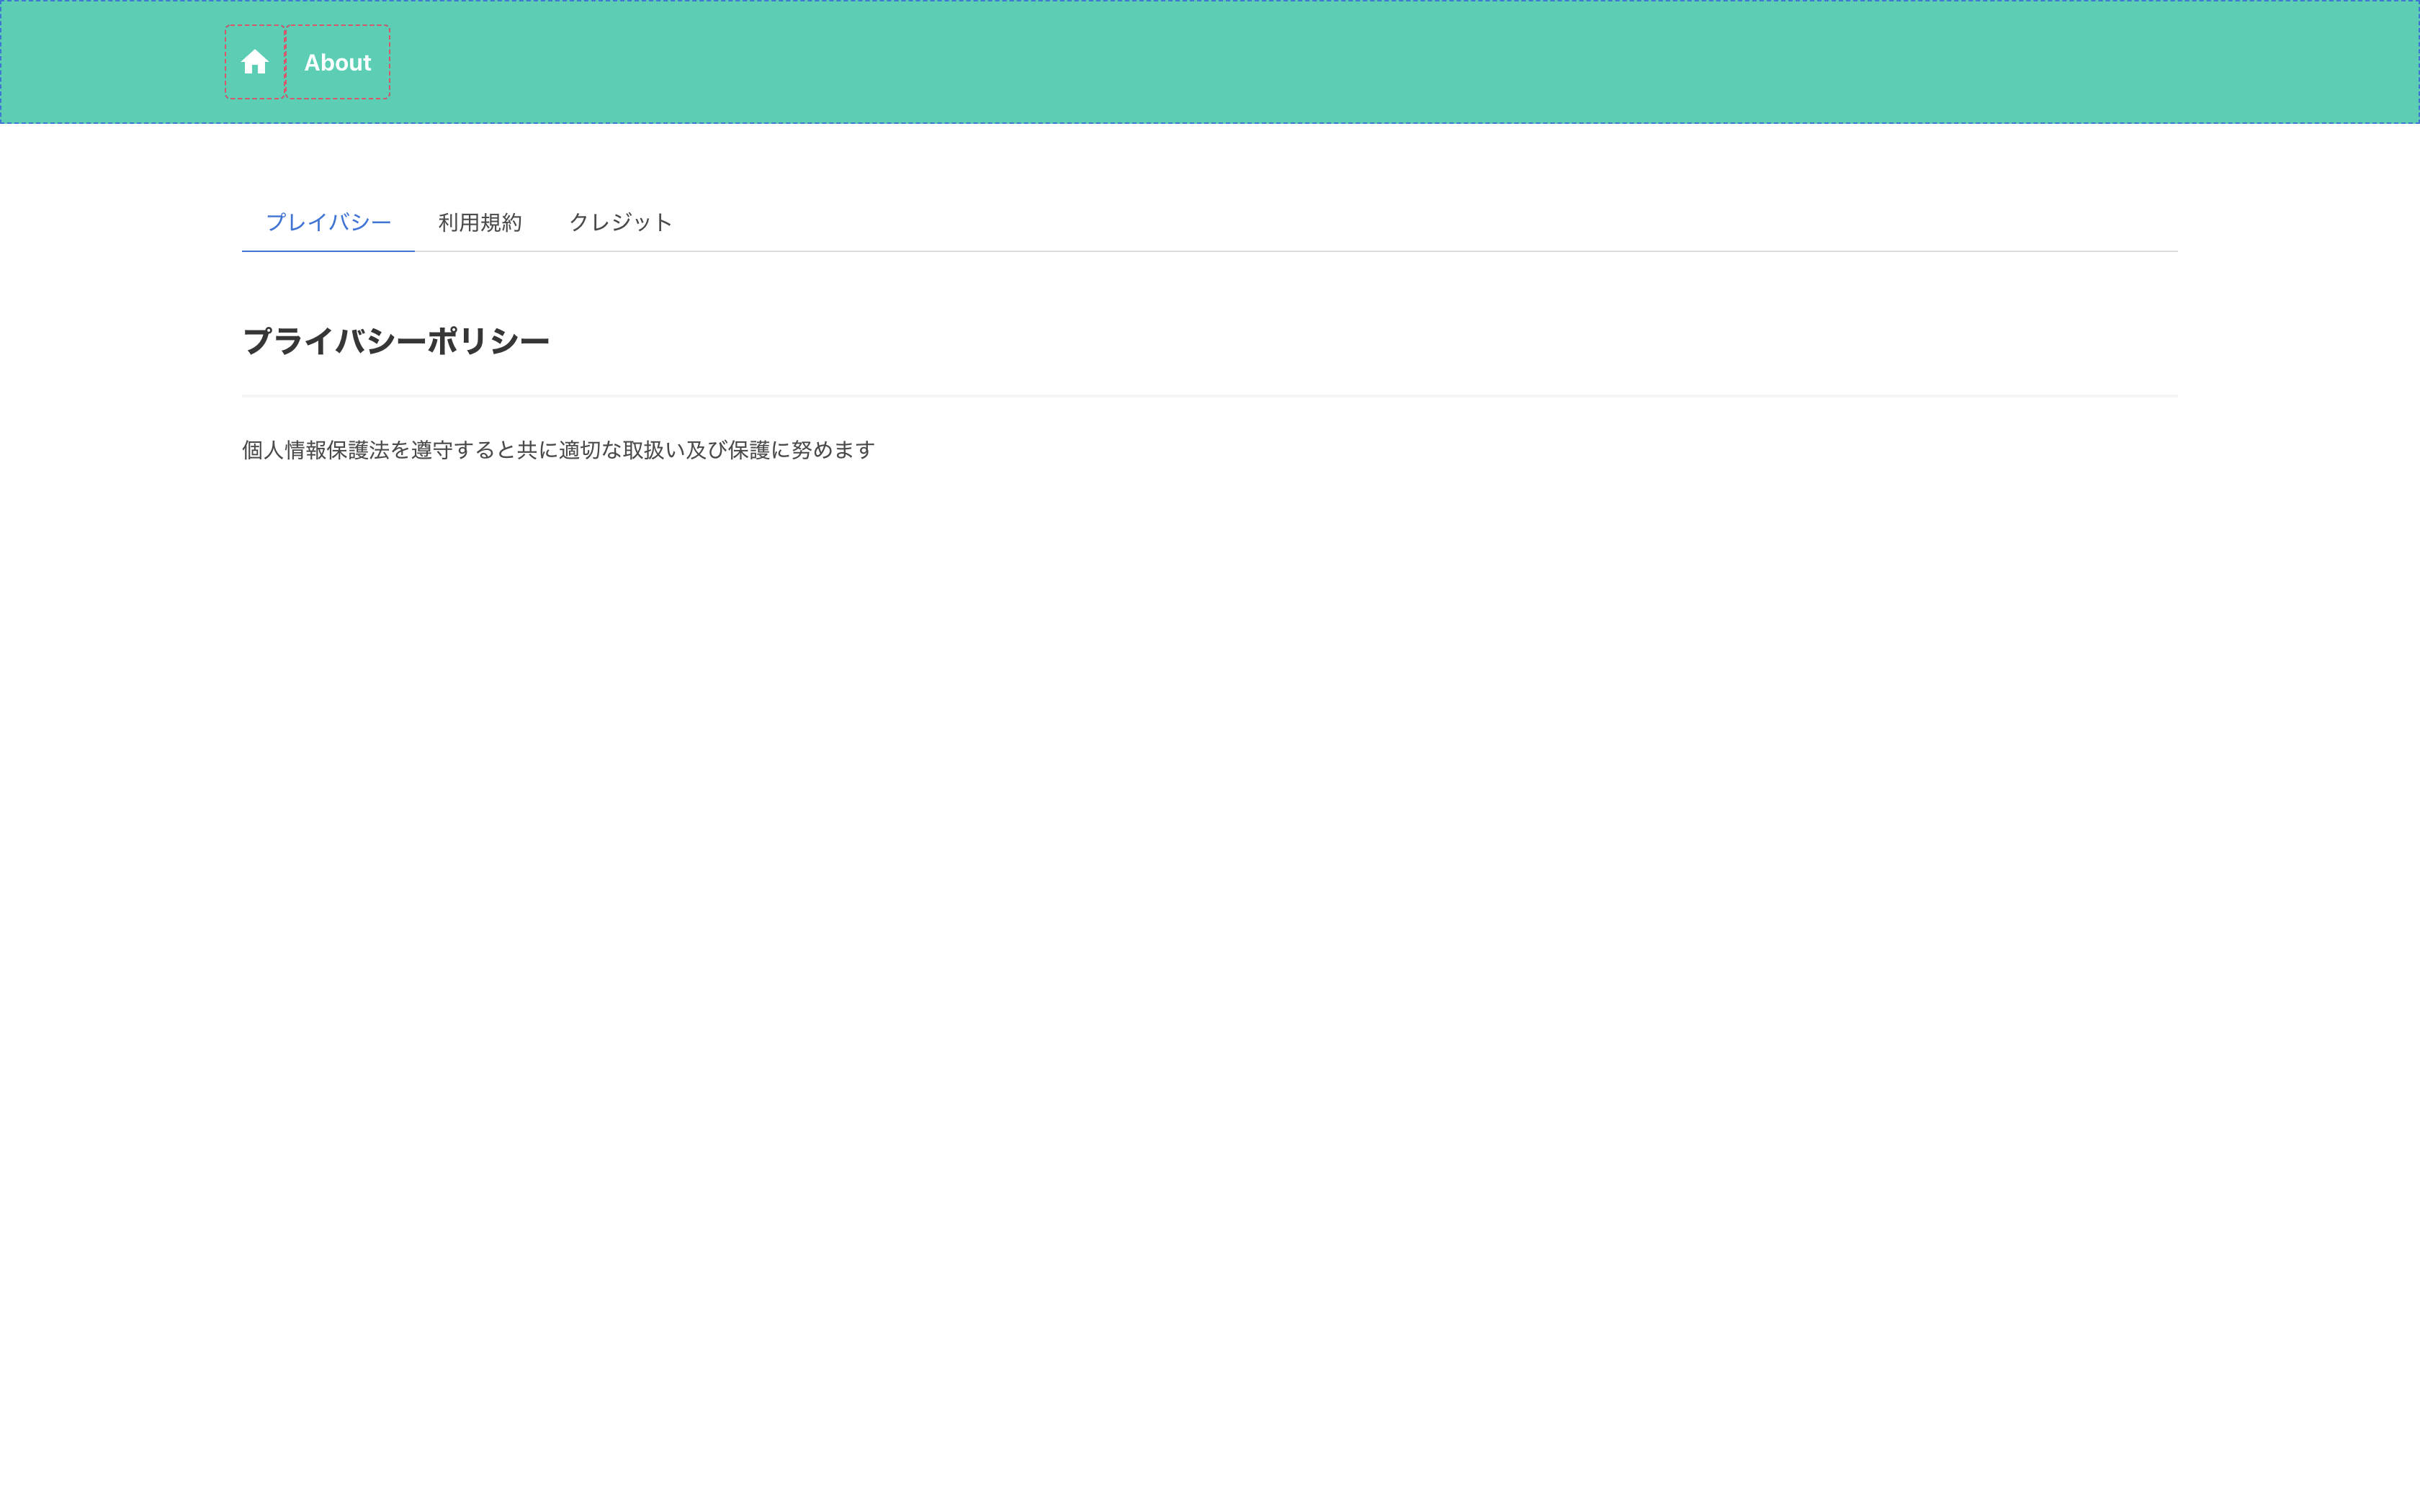 About
プレイバシー 利用規約 クレジット
プライバシーポリシー
個人情報保護法を遵守すると共に適切な取扱い及び保護に努めます